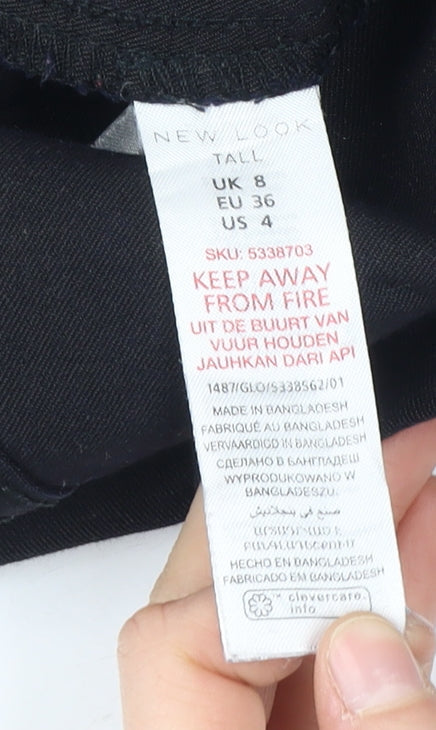 NEW LOOK
TALL
UK 8
EU 36
US 4
SKU: 5338703
KEEP AWAY
FROM FIRE
UIT DE BUURT VAN
VUUR HOUDEN
JAUHKAN DARI API
1487/GLO/5338562/01
MADE IN BANGLADESH
FABRIQUÉ AU BANGLADESH
VERVAARDIGD IN BANGLADESH
СДЕЛАНО В БАНГЛАДЕШ
WYPRODUKOWANO W
BANGLADESZU.
صنع في بنجلاديش
HECHO EN BANGLADESH
FABRICADO EM BANGLADESH
™ clevercare.
info